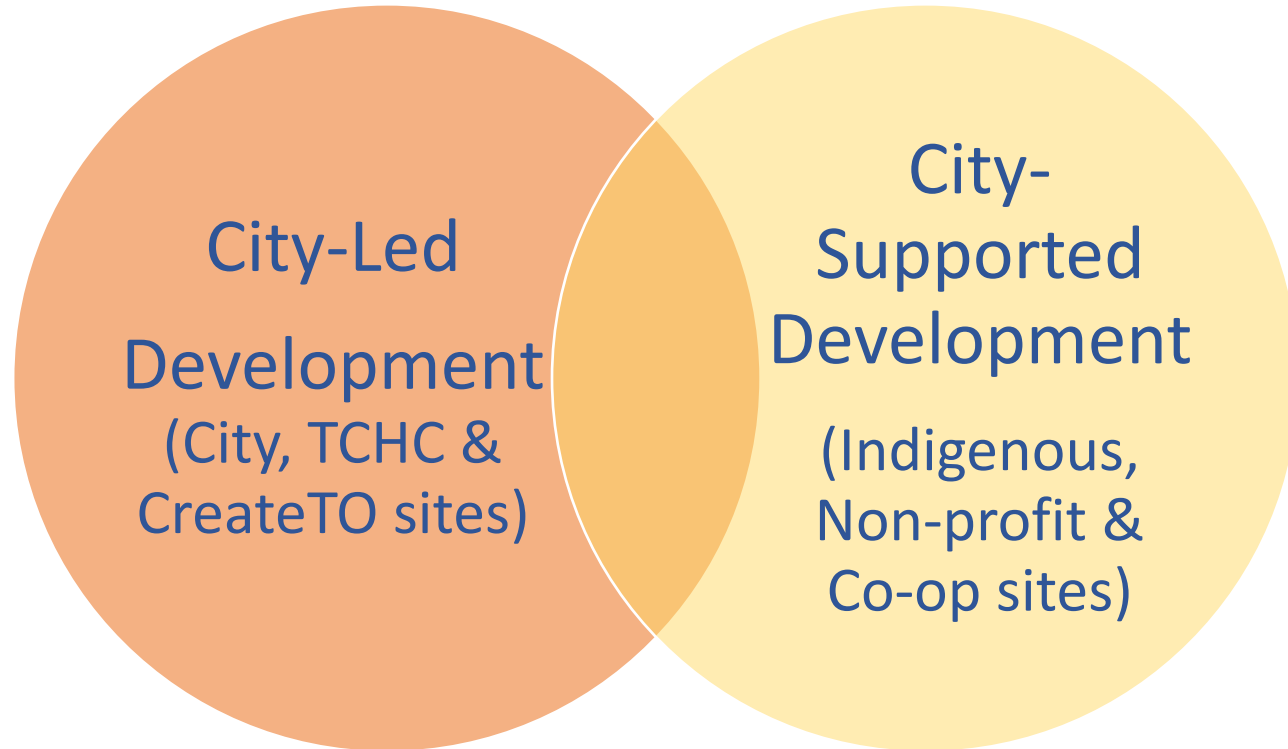 City-Led
Development
(City, TCHC &
CreateTO sites)
City-
Supported
Development
(Indigenous,
Non-profit &
Co-op sites)